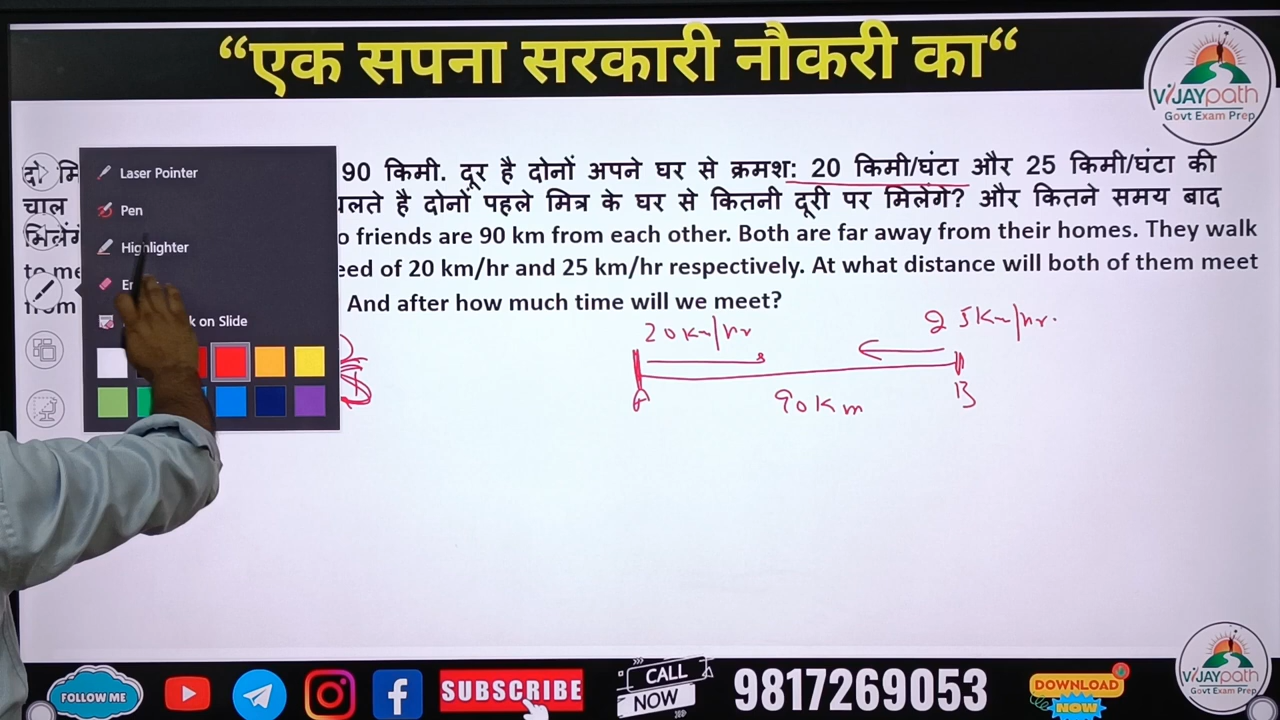 “एक सपना सरकारी नौकरी का“
VIJAYpath
Govt Exam Prep
90 किमी. दूर है दोनों अपने घर से क्रमश: 20 किमी/घंटा और 25 किमी/घंटा की
चाल
है दोनों पहले मित्र के घर से कितनी दूरी पर मिलेंगे? और कितने समय बाद
friends are 90 km from each other. Both are far away from their homes. They walk
of 20 km/hr and 25 km/hr respectively. At what distance will both of them meet
And after how much time will we meet?
Laser Pointer
Pen
Highlighter
on Slide
20Km/hr
25Km/hr.
90Km
B
FOLLOW ME
SUBSCRIBE
CALL
NOW
9817269053
DOWNLOAD
NOW
VIJAYpath
Govt Exam Prep